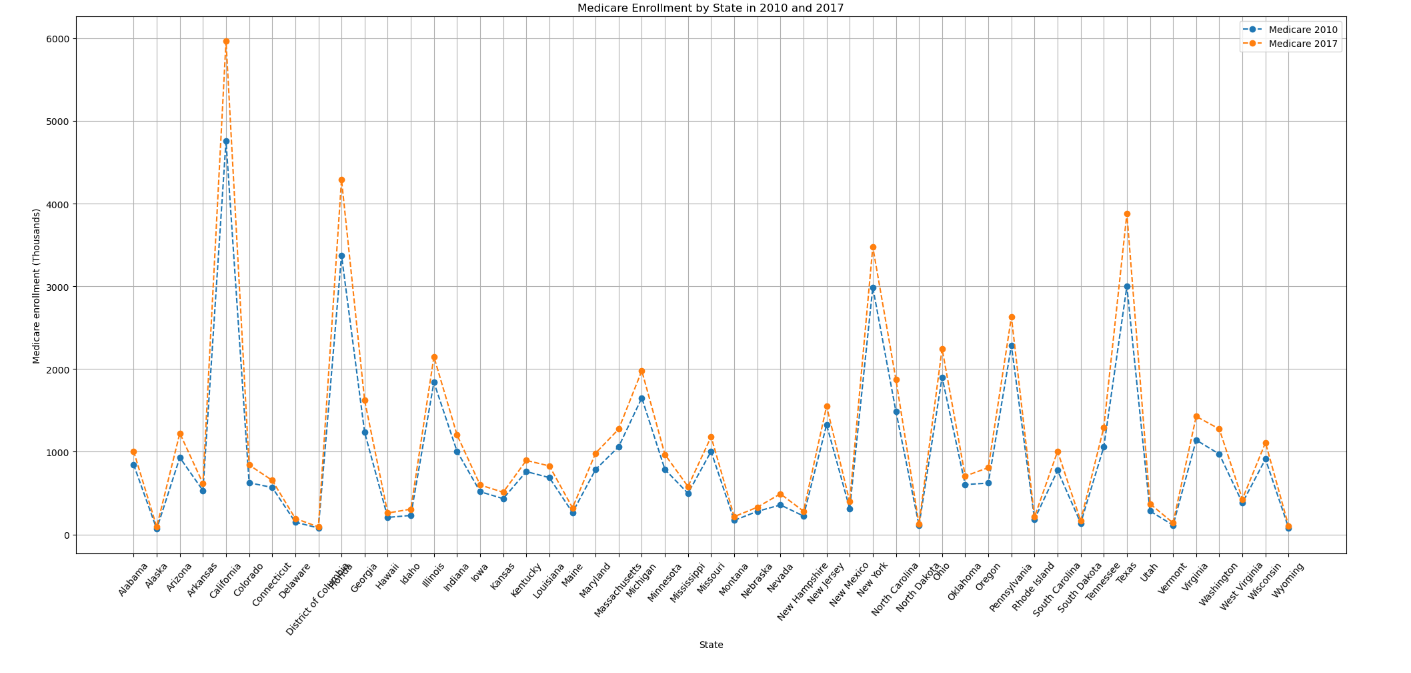 Medicare Enrollment by State in 2010 and 2017
Medicare 2010
Medicare 2017
Medicare enrollment (Thousands)
6000
5000
4000
3000
2000
1000
0
Alabama
Alaska
Arizona
Arkansas
California
Colorado
Connecticut
Delaware
District of Columbia
Florida
Georgia
Hawaii
Idaho
Illinois
Indiana
Iowa
Kansas
Kentucky
Louisiana
Maine
Maryland
Massachusetts
Michigan
Minnesota
Mississippi
Missouri
Montana
Nebraska
Nevada
New Hampshire
New Jersey
New Mexico
New York
North Carolina
North Dakota
Ohio
Oklahoma
Oregon
Pennsylvania
Rhode Island
South Carolina
South Dakota
Tennessee
Texas
Utah
Vermont
Virginia
Washington
West Virginia
Wisconsin
Wyoming
State